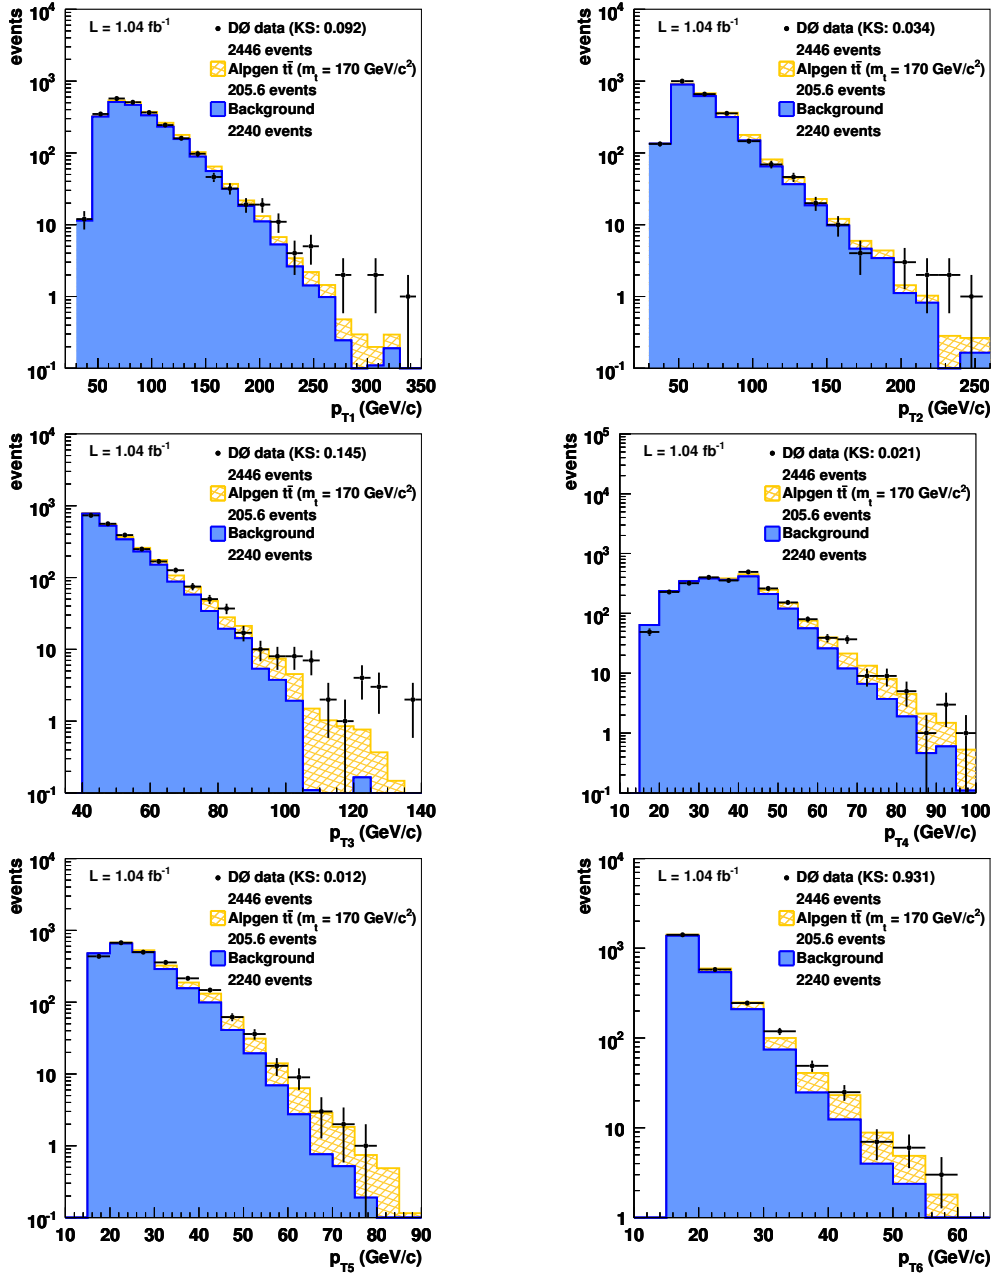 events
10⁴
10³
10²
10
1
10⁻¹
L = 1.04 fb⁻¹
DØ data (KS: 0.092)
2446 events
Alpgen tt̄ (mₜ = 170 GeV/c²)
205.6 events
Background
2240 events
50 100 150 200 250 300 350
p_T1 (GeV/c)
events
10⁴
10³
10²
10
1
10⁻¹
L = 1.04 fb⁻¹
DØ data (KS: 0.034)
2446 events
Alpgen tt̄ (mₜ = 170 GeV/c²)
205.6 events
Background
2240 events
50 100 150 200 250
p_T2 (GeV/c)
events
10⁴
10³
10²
10
1
10⁻¹
L = 1.04 fb⁻¹
DØ data (KS: 0.145)
2446 events
Alpgen tt̄ (mₜ = 170 GeV/c²)
205.6 events
Background
2240 events
40 60 80 100 120 140
p_T3 (GeV/c)
events
10⁵
10⁴
10³
10²
10
1
10⁻¹
L = 1.04 fb⁻¹
DØ data (KS: 0.021)
2446 events
Alpgen tt̄ (mₜ = 170 GeV/c²)
205.6 events
Background
2240 events
10 20 30 40 50 60 70 80 90 100
p_T4 (GeV/c)
events
10⁴
10³
10²
10
1
10⁻¹
L = 1.04 fb⁻¹
DØ data (KS: 0.012)
2446 events
Alpgen tt̄ (mₜ = 170 GeV/c²)
205.6 events
Background
2240 events
10 20 30 40 50 60 70 80 90
p_T5 (GeV/c)
events
10⁴
10³
10²
10
1
L = 1.04 fb⁻¹
DØ data (KS: 0.931)
2446 events
Alpgen tt̄ (mₜ = 170 GeV/c²)
205.6 events
Background
2240 events
10 20 30 40 50 60
p_T6 (GeV/c)